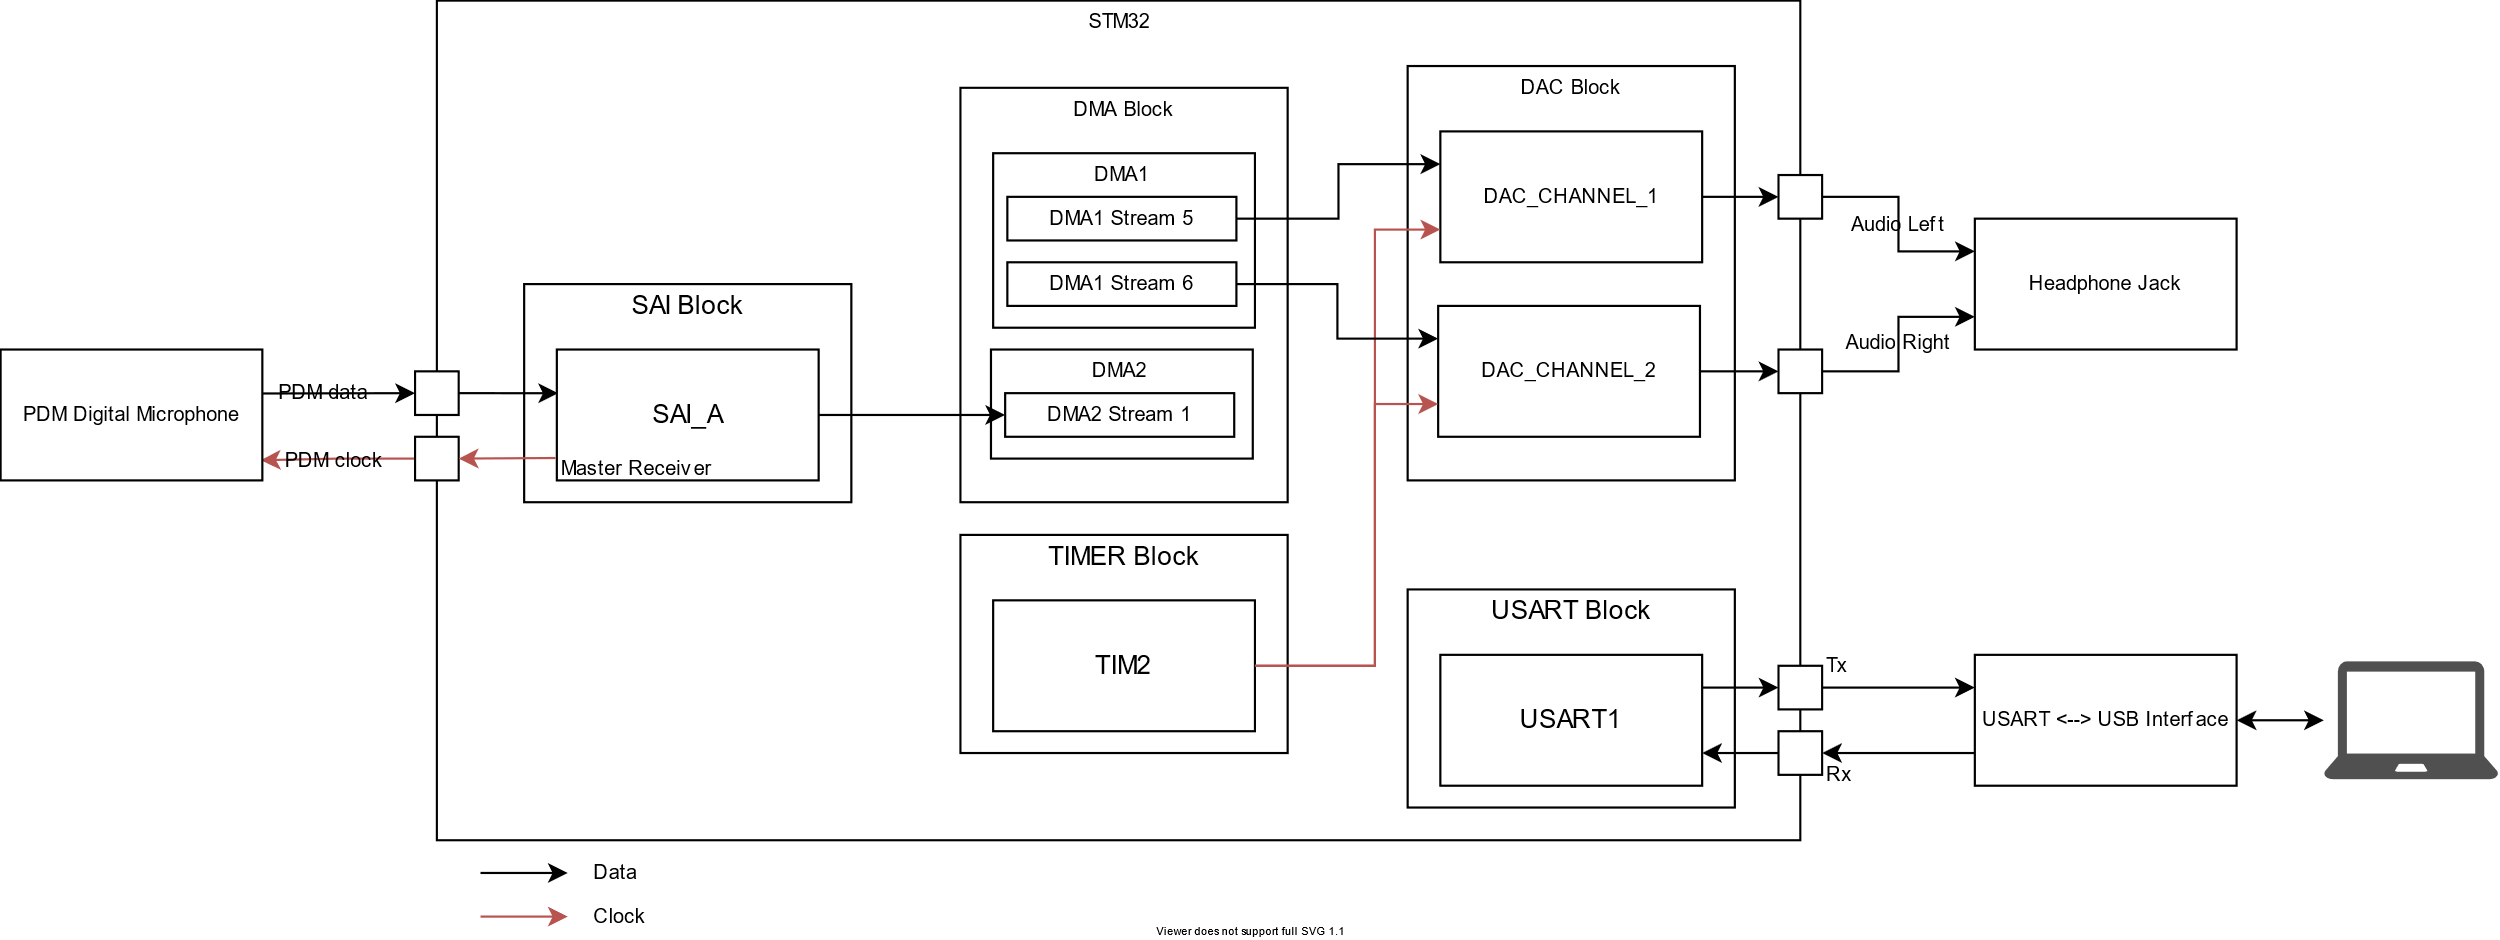 STM32
DMA Block
DMA1
DMA1 Stream 5
DMA1 Stream 6
DMA2
DMA2 Stream 1
DAC Block
DAC_CHANNEL_1
DAC_CHANNEL_2
Audio Left
Audio Right
Headphone Jack
SAI Block
SAI_A
Master Receiver
PDM Digital Microphone
PDM data
PDM clock
TIMER Block
TIM2
USART Block
USART1
Tx
Rx
USART <--> USB Interface
Data
Clock
Viewer does not support full SVG 1.1